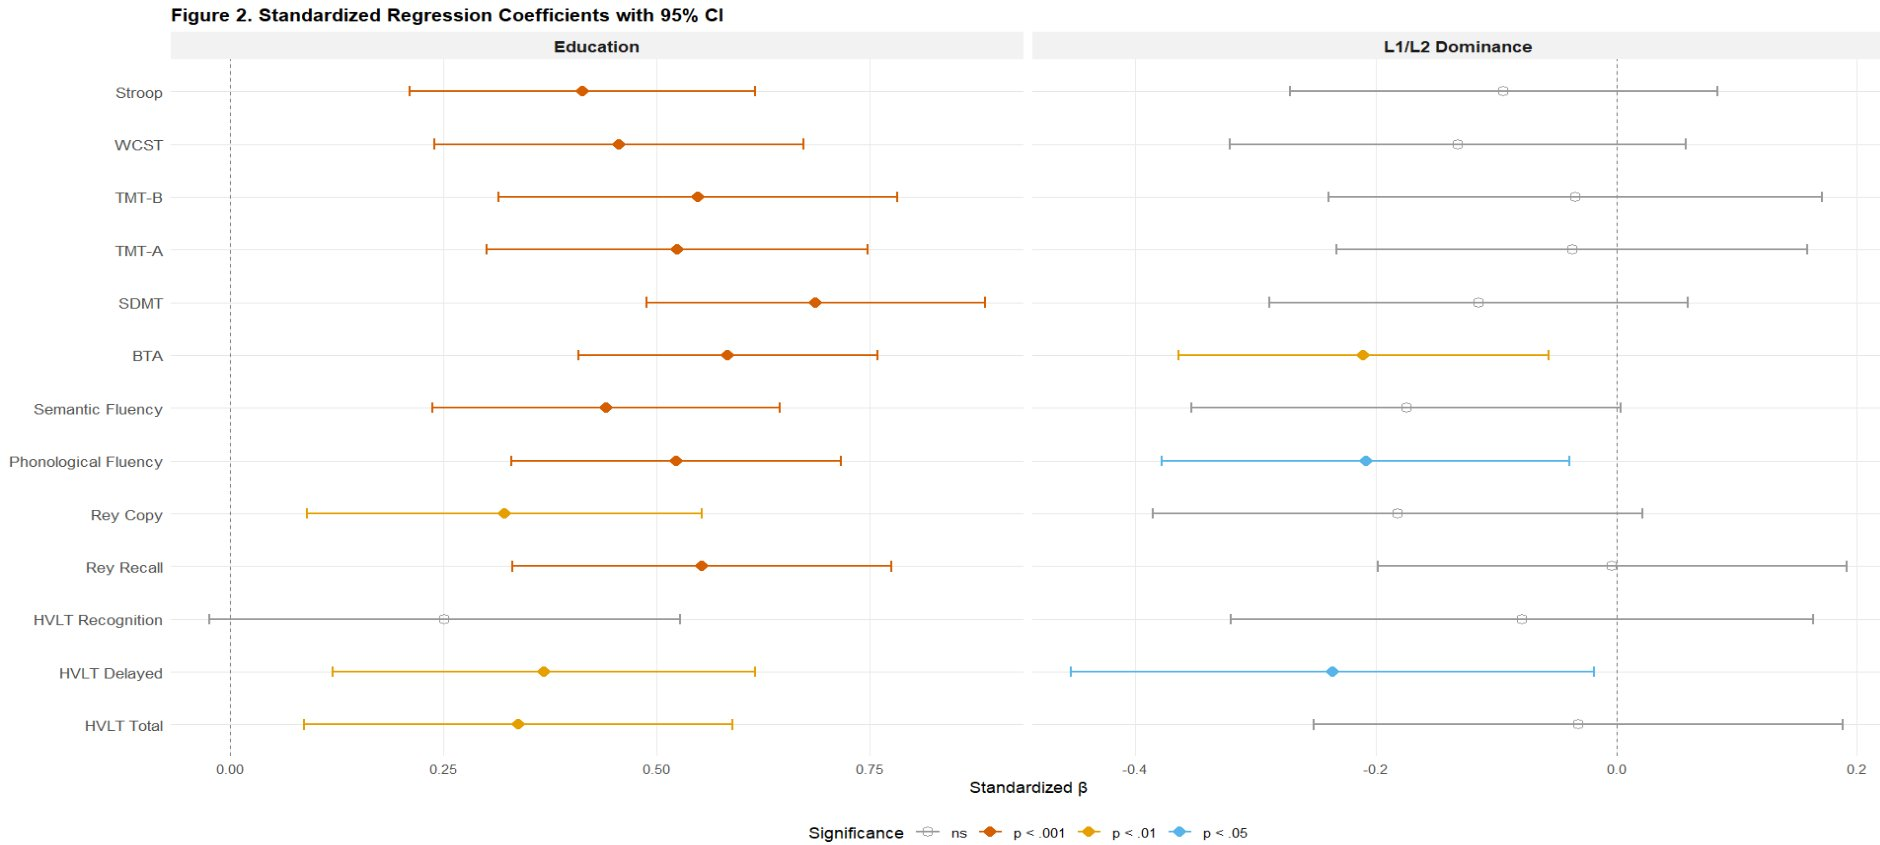 Figure 2. Standardized Regression Coefficients with 95% CI
Education
L1/L2 Dominance
Stroop
WCST
TMT-B
TMT-A
SDMT
BTA
Semantic Fluency
Phonological Fluency
Rey Copy
Rey Recall
HVLT Recognition
HVLT Delayed
HVLT Total
0.00 0.25 0.50 0.75 -0.4 -0.2 0.0 0.2
Standardized β
Significance ns p < .001 p < .01 p < .05